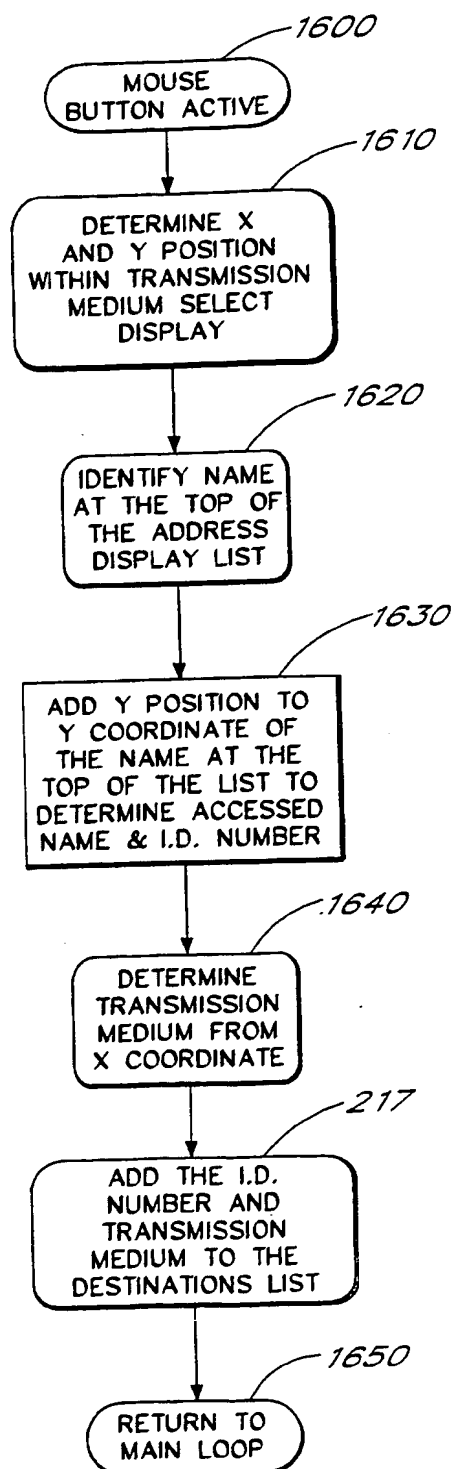 1600
MOUSE
BUTTON ACTIVE
1610
DETERMINE X
AND Y POSITION
WITHIN TRANSMISSION
MEDIUM SELECT
DISPLAY
1620
IDENTIFY NAME
AT THE TOP OF
THE ADDRESS
DISPLAY LIST
1630
ADD Y POSITION TO
Y COORDINATE OF
THE NAME AT THE
TOP OF THE LIST TO
DETERMINE ACCESSED
NAME & I.D. NUMBER
1640
DETERMINE
TRANSMISSION
MEDIUM FROM
X COORDINATE
217
ADD THE I.D.
NUMBER AND
TRANSMISSION
MEDIUM TO THE
DESTINATIONS LIST
1650
RETURN TO
MAIN LOOP